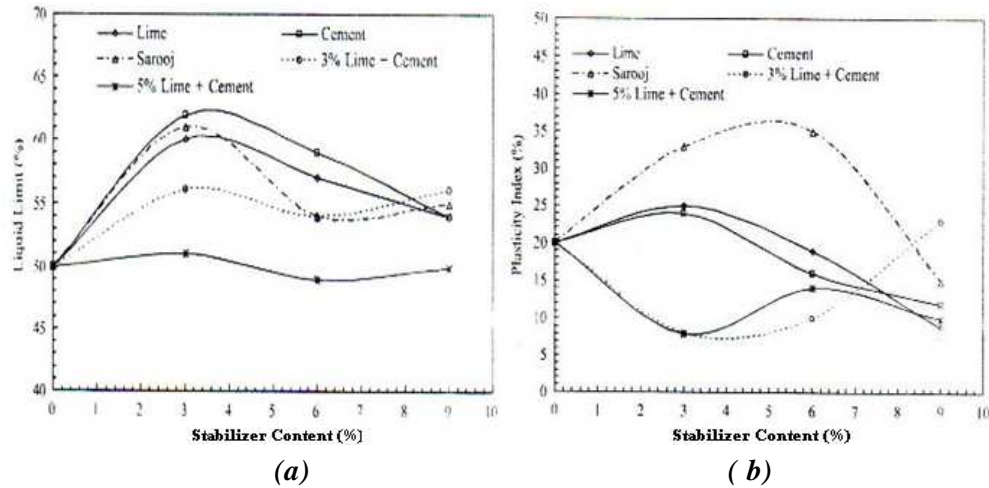 70
65
60
55
50
45
40
Liquid Limit (%)
Lime
Cement
Sarooj
3% Lime + Cement
5% Lime + Cement
0 1 2 3 4 5 6 7 8 9 10
Stabilizer Content (%)
(a)
50
45
40
35
30
25
20
15
10
5
0
Plasticity Index (%)
Lime
Cement
Sarooj
3% Lime + Cement
5% Lime + Cement
0 1 2 3 4 5 6 7 8 9 10
Stabilizer Content (%)
( b)